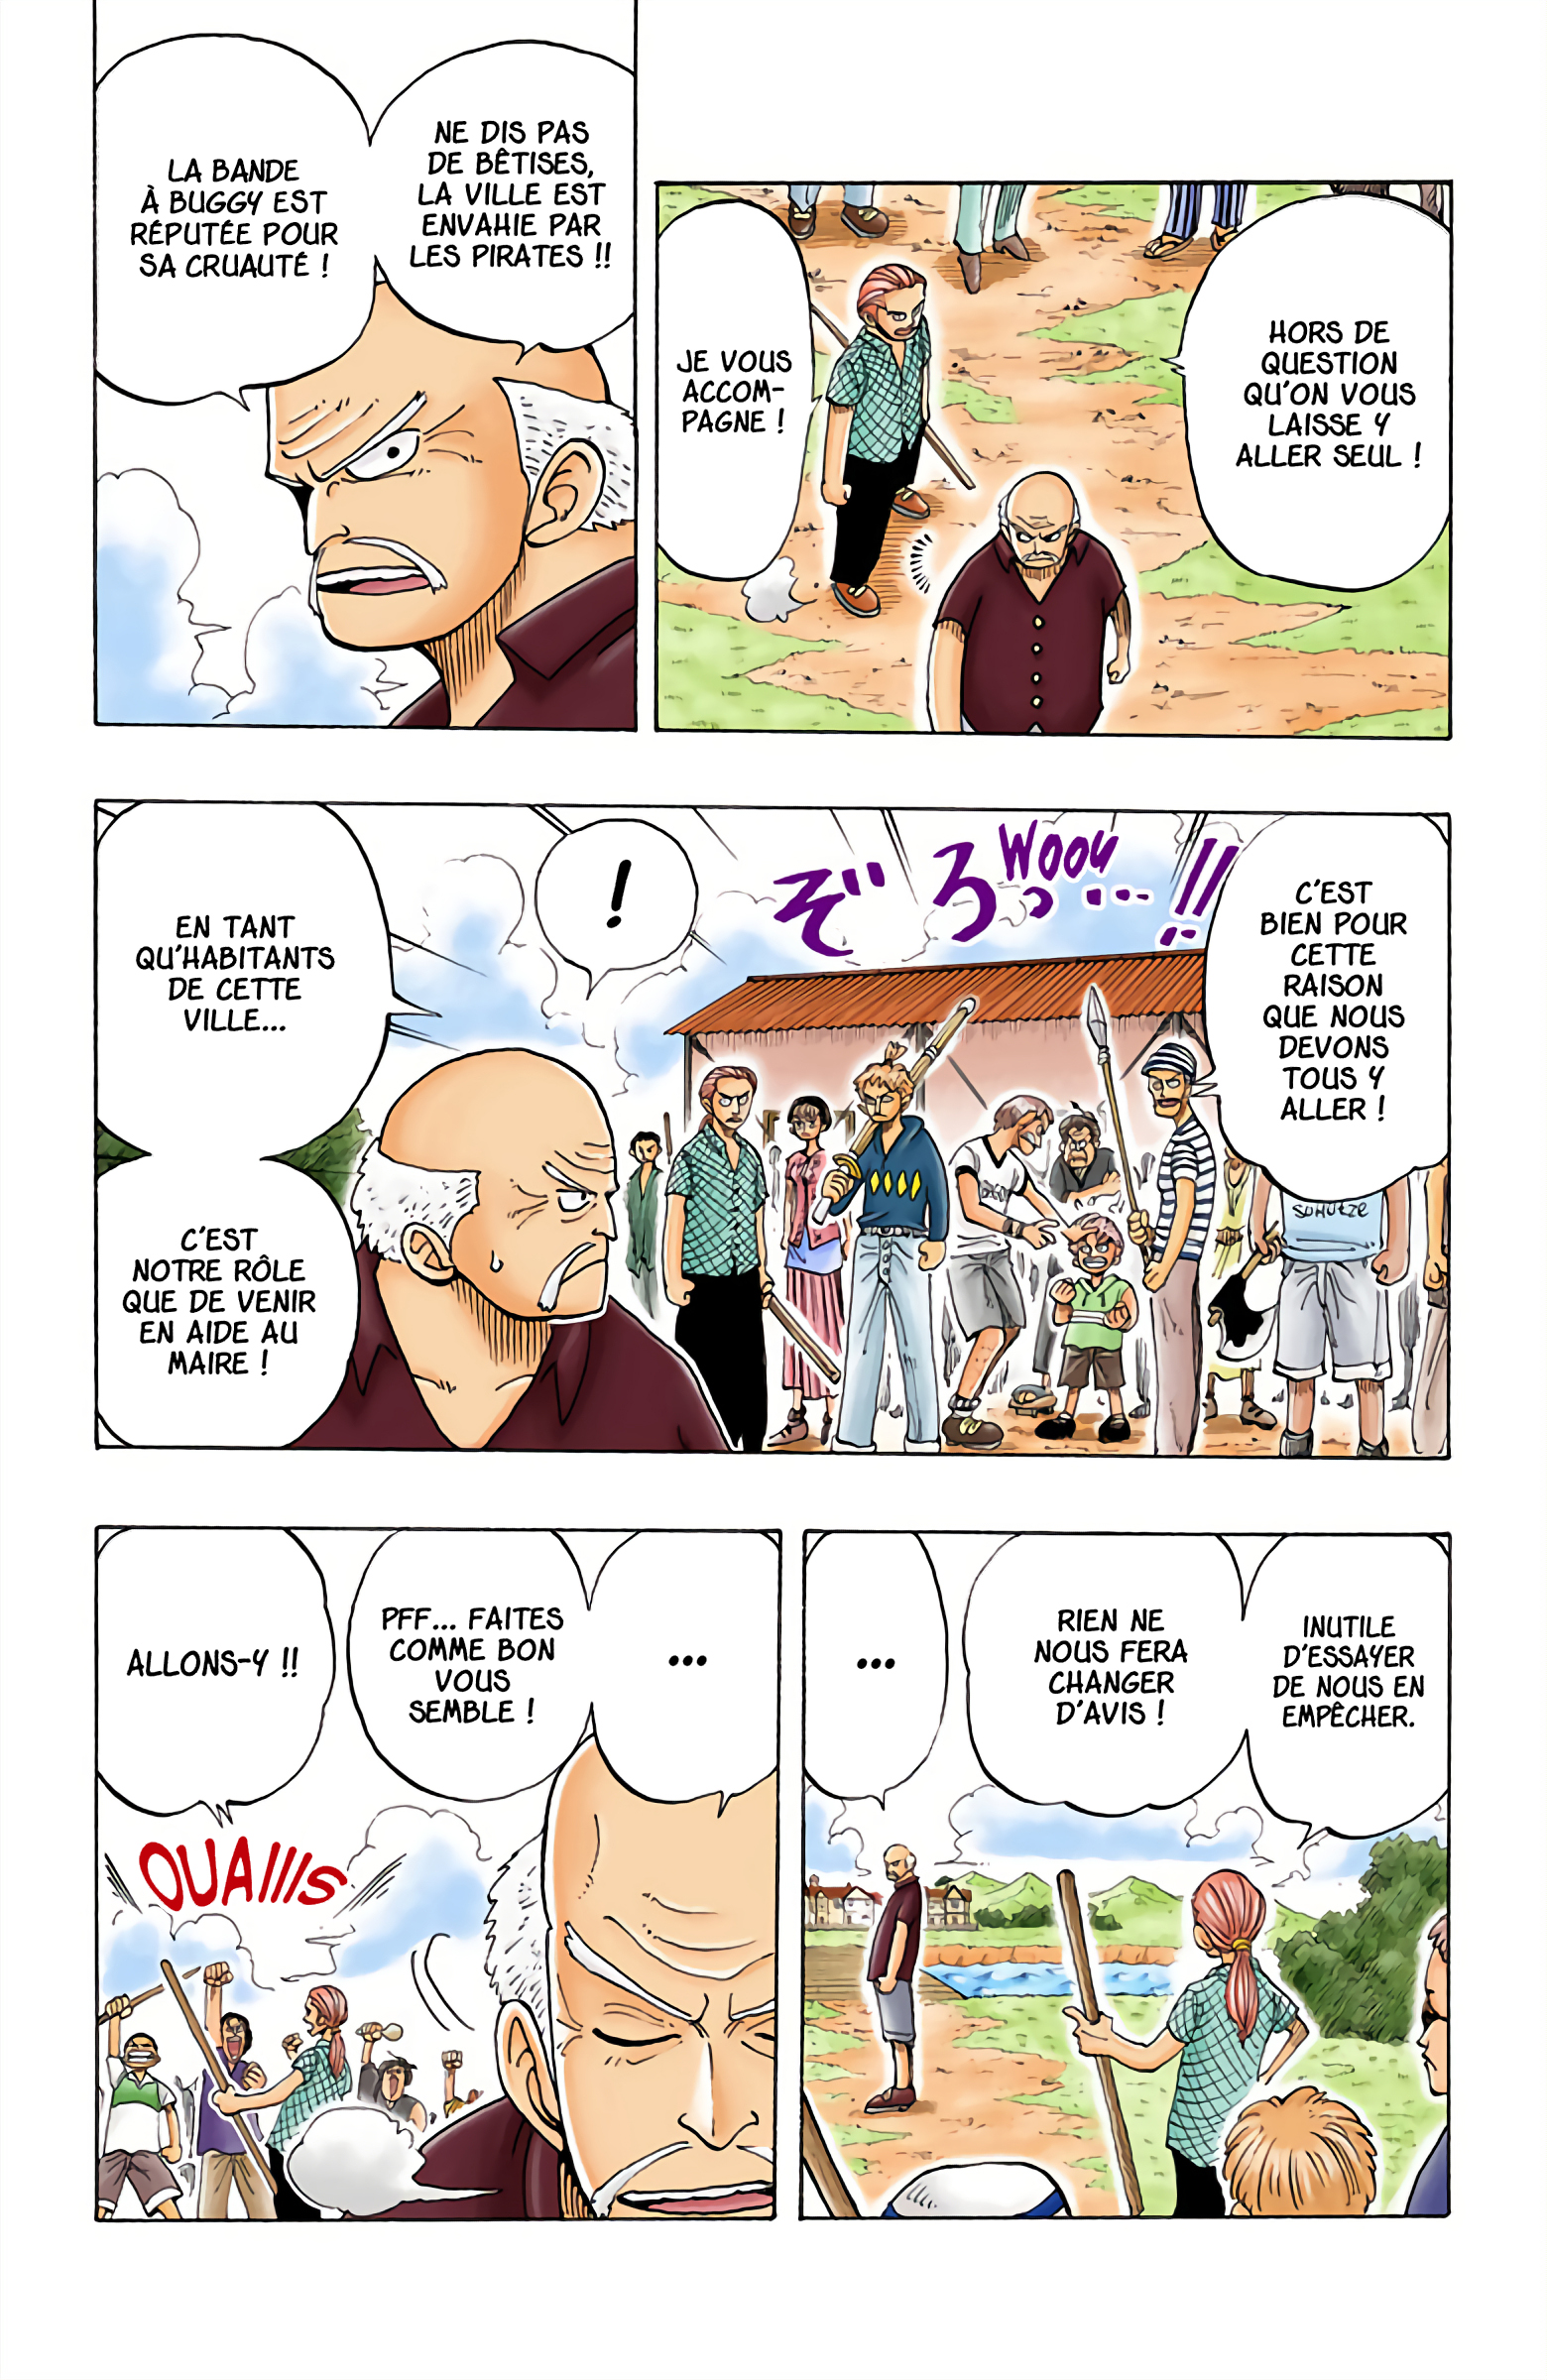 HORS DE
QUESTION
QU'ON VOUS
LAISSE Y
ALLER SEUL !
JE VOUS
ACCOM-
PAGNE !
NE DIS PAS
DE BÊTISES,
LA VILLE EST
ENVAHIE PAR
LES PIRATES !!
LA BANDE
À BUGGY EST
RÉPUTÉE POUR
SA CRUAUTÉ !
C'EST
BIEN POUR
CETTE
RAISON
QUE NOUS
DEVONS
TOUS Y
ALLER !
WOOU
ぞろっ...!!
!
EN TANT
QU'HABITANTS
DE CETTE
VILLE...
C'EST
NOTRE RÔLE
QUE DE VENIR
EN AIDE AU
MAIRE !
INUTILE
D'ESSAYER
DE NOUS EN
EMPÊCHER.
RIEN NE
NOUS FERA
CHANGER
D'AVIS !
...
...
PFF... FAITES
COMME BON
VOUS
SEMBLE !
ALLONS-Y !!
OUAIIIS